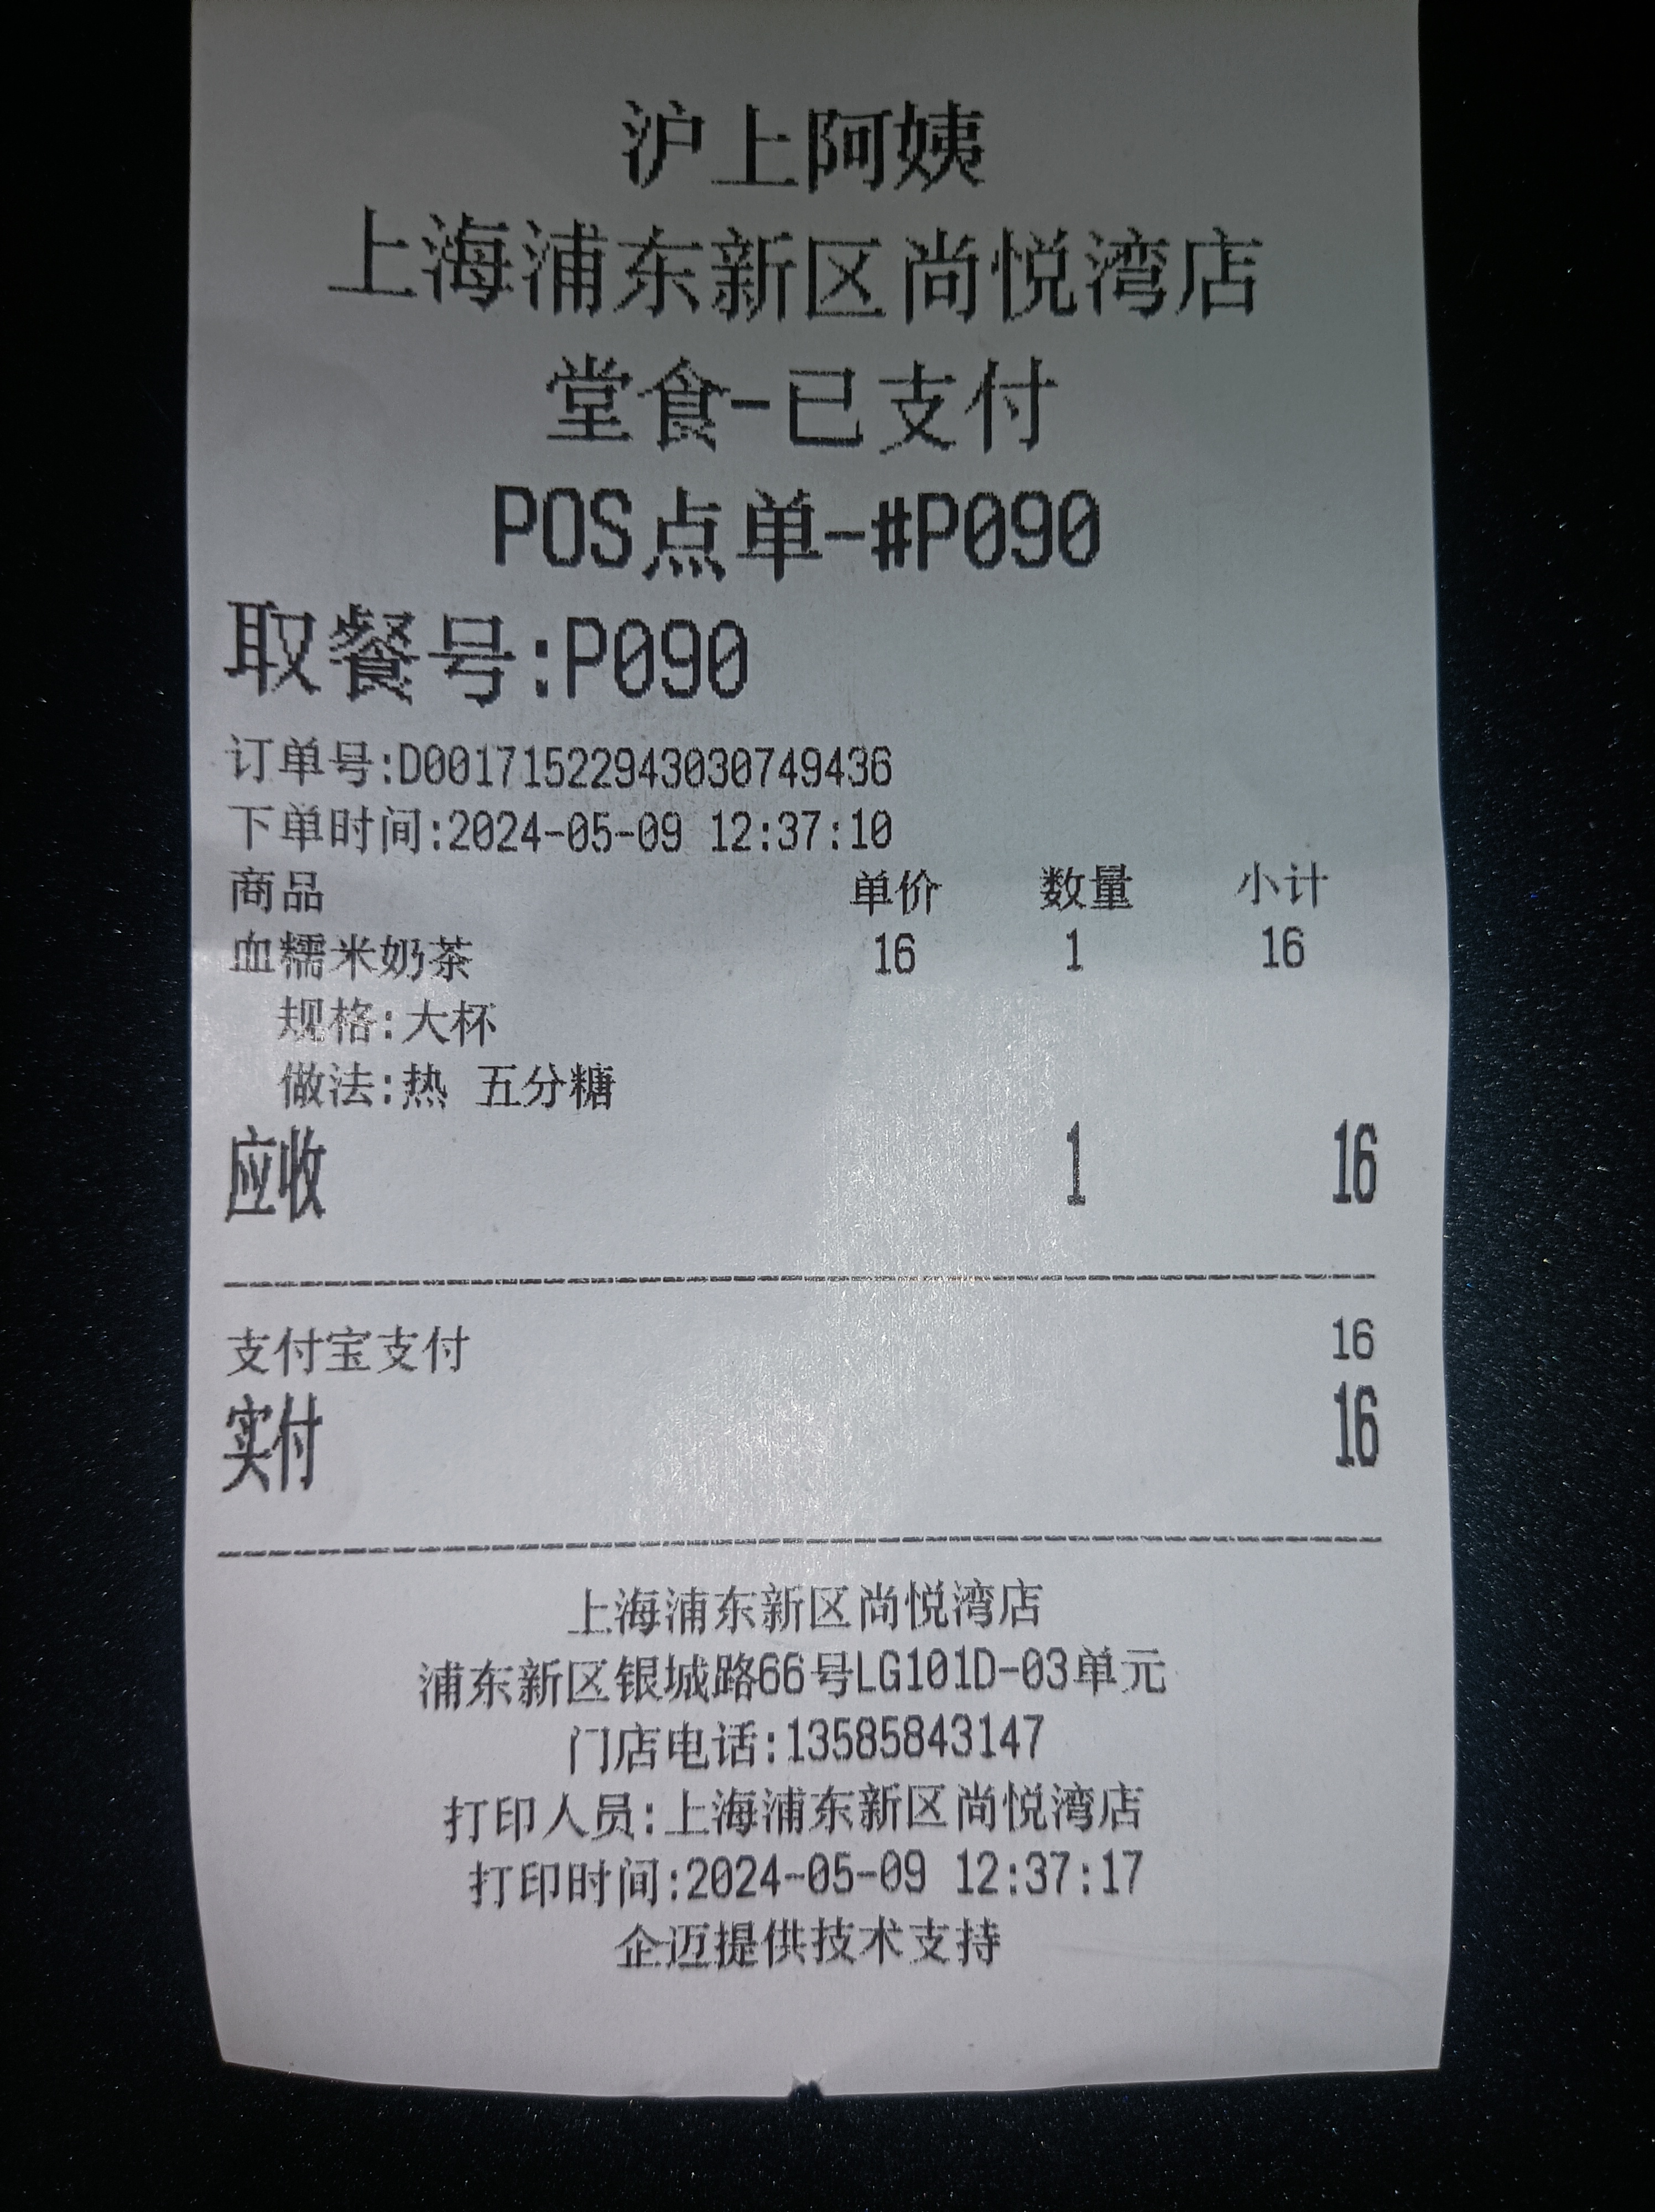 沪上阿姨
上海浦东新区尚悦湾店
堂食-已支付
POS点单-#P090
取餐号:P090
订单号:D001715229430307​49436
下单时间:2024-05-09 12:37:10
商品 单价 数量 小计
血糯米奶茶 16 1 16
规格:大杯
做法:热 五分糖
应收 1 16
支付宝支付 16
实付 16
上海浦东新区尚悦湾店
浦东新区银城路66号LG101D-03单元
门店电话:13585843147
打印人员:上海浦东新区尚悦湾店
打印时间:2024-05-09 12:37:17
企迈提供技术支持